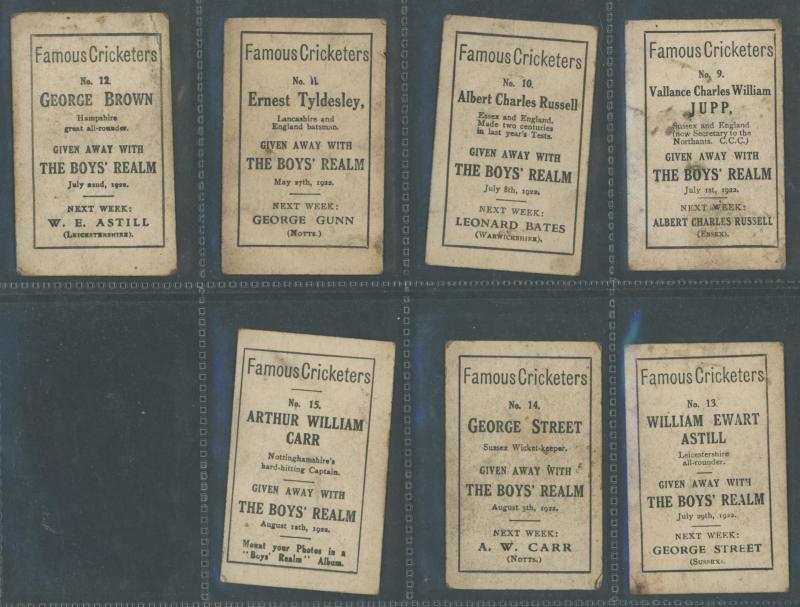 Famous Cricketers
No. 12.
GEORGE BROWN
Hampshire
great all-rounder.
GIVEN AWAY WITH
THE BOYS' REALM
July 22nd, 1922.
NEXT WEEK:
W. E. ASTILL
(LEICESTERSHIRE).
Famous Cricketers
No. 11.
Ernest Tyldesley,
Lancashire and
England batsman.
GIVEN AWAY WITH
THE BOYS' REALM
May 27th, 1922.
NEXT WEEK:
GEORGE GUNN
(NOTTS.)
Famous Cricketers
No. 10.
Albert Charles Russell
Essex and England.
Made two centuries
in last year's Tests.
GIVEN AWAY WITH
THE BOYS' REALM
July 8th, 1922.
NEXT WEEK:
LEONARD BATES
(WARWICKSHIRE).
Famous Cricketers
No. 9.
Vallance Charles William
JUPP,
Sussex and England
(now Secretary to the
Northants. C.C.C.)
GIVEN AWAY WITH
THE BOYS' REALM
July 1st, 1922.
NEXT WEEK:
ALBERT CHARLES RUSSELL
(ESSEX).
Famous Cricketers
No. 15.
ARTHUR WILLIAM
CARR
Nottinghamshire's
hard-hitting Captain.
GIVEN AWAY WITH
THE BOYS' REALM
August 12th, 1922.
Mount your Photos in a
"Boys' Realm" Album.
Famous Cricketers
No. 14.
GEORGE STREET
Sussex Wicket-keeper.
GIVEN AWAY WITH
THE BOYS' REALM
August 5th, 1922.
NEXT WEEK:
A. W. CARR
(NOTTS.)
Famous Cricketers
No. 13.
WILLIAM EWART
ASTILL
Leicestershire
all-rounder.
GIVEN AWAY WITH
THE BOYS' REALM
July 29th, 1922.
NEXT WEEK:
GEORGE STREET
(SUSSEX)